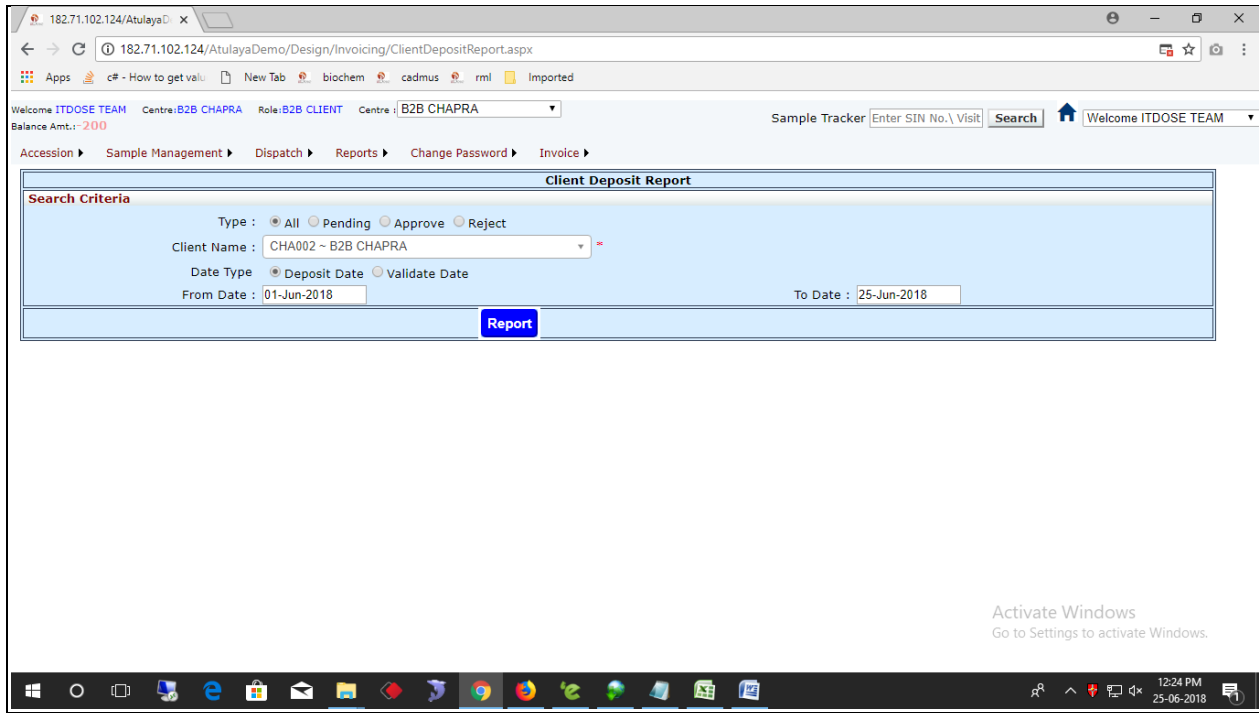 182.71.102.124/AtulayaD
182.71.102.124/AtulayaDemo/Design/Invoicing/ClientDepositReport.aspx
Apps c# - How to get valu New Tab biochem cadmus rml Imported
Welcome ITDOSE TEAM Centre:B2B CHAPRA Role:B2B CLIENT Centre : B2B CHAPRA
Balance Amt.:-200
Sample Tracker Enter SIN No.\ Visit Search Welcome ITDOSE TEAM
Accession Sample Management Dispatch Reports Change Password Invoice
Client Deposit Report
Search Criteria
Type : All Pending Approve Reject
Client Name : CHA002 ~ B2B CHAPRA *
Date Type Deposit Date Validate Date
From Date : 01-Jun-2018 To Date : 25-Jun-2018
Report
Activate Windows
Go to Settings to activate Windows.
12:24 PM
25-06-2018